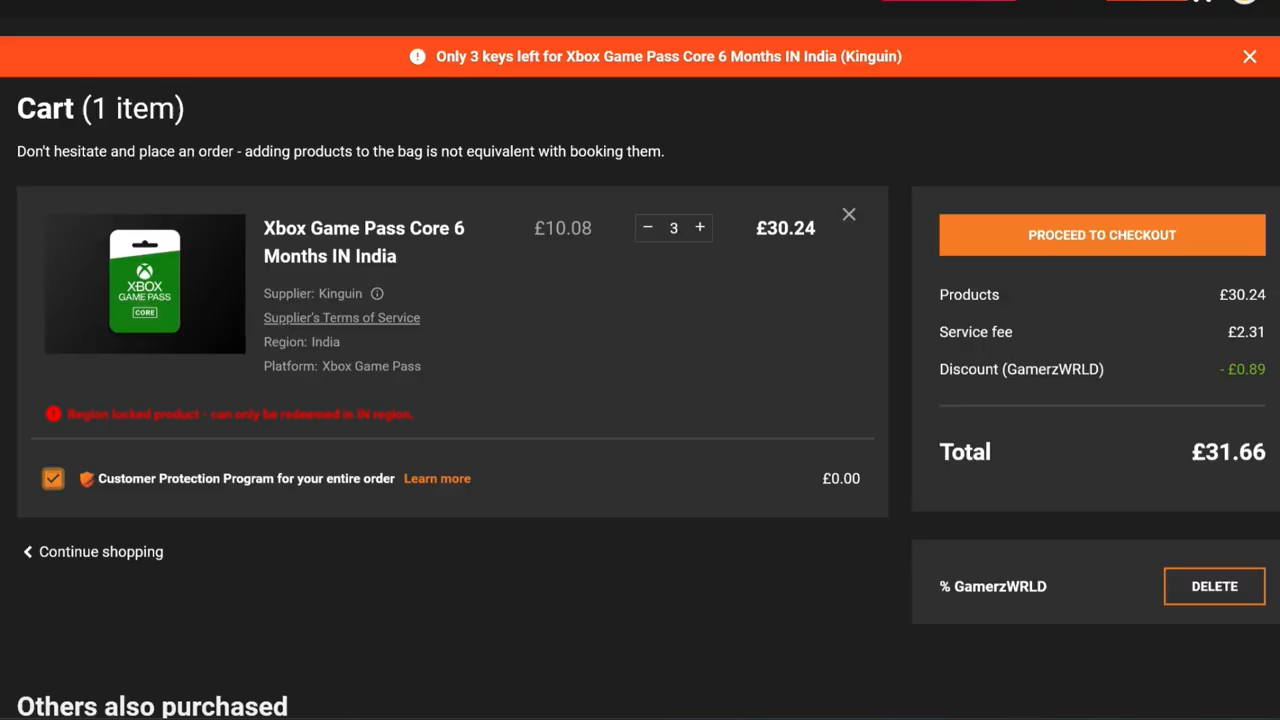 Only 3 keys left for Xbox Game Pass Core 6 Months IN India (Kinguin)
Cart (1 item)
Don't hesitate and place an order - adding products to the bag is not equivalent with booking them.
XBOX
GAME PASS
CORE
Xbox Game Pass Core 6
Months IN India
£10.08
− 3 +
£30.24
Supplier: Kinguin
Supplier's Terms of Service
Region: India
Platform: Xbox Game Pass
Region locked product - can only be redeemed in IN region.
Customer Protection Program for your entire order Learn more £0.00
Continue shopping
PROCEED TO CHECKOUT
Products £30.24
Service fee £2.31
Discount (GamerzWRLD) - £0.89
Total £31.66
% GamerzWRLD DELETE
Others also purchased